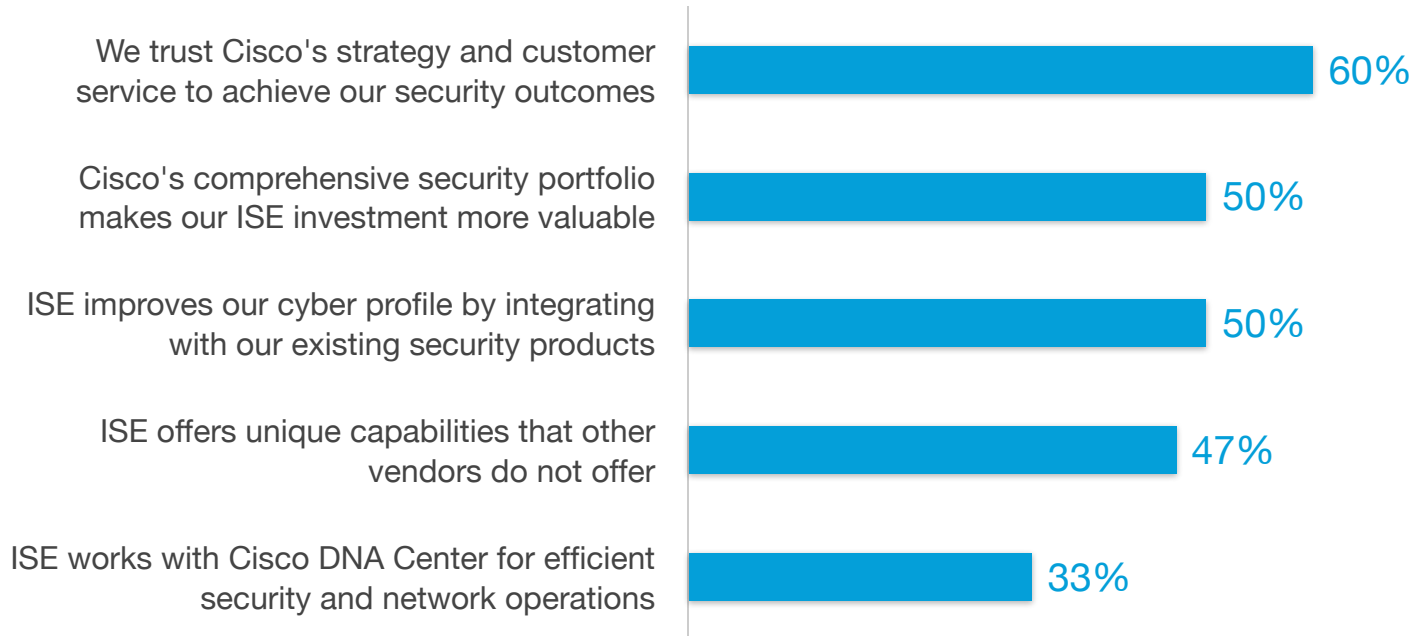 We trust Cisco's strategy and customer
service to achieve our security outcomes
60%
Cisco's comprehensive security portfolio
makes our ISE investment more valuable
50%
ISE improves our cyber profile by integrating
with our existing security products
50%
ISE offers unique capabilities that other
vendors do not offer
47%
ISE works with Cisco DNA Center for efficient
security and network operations
33%